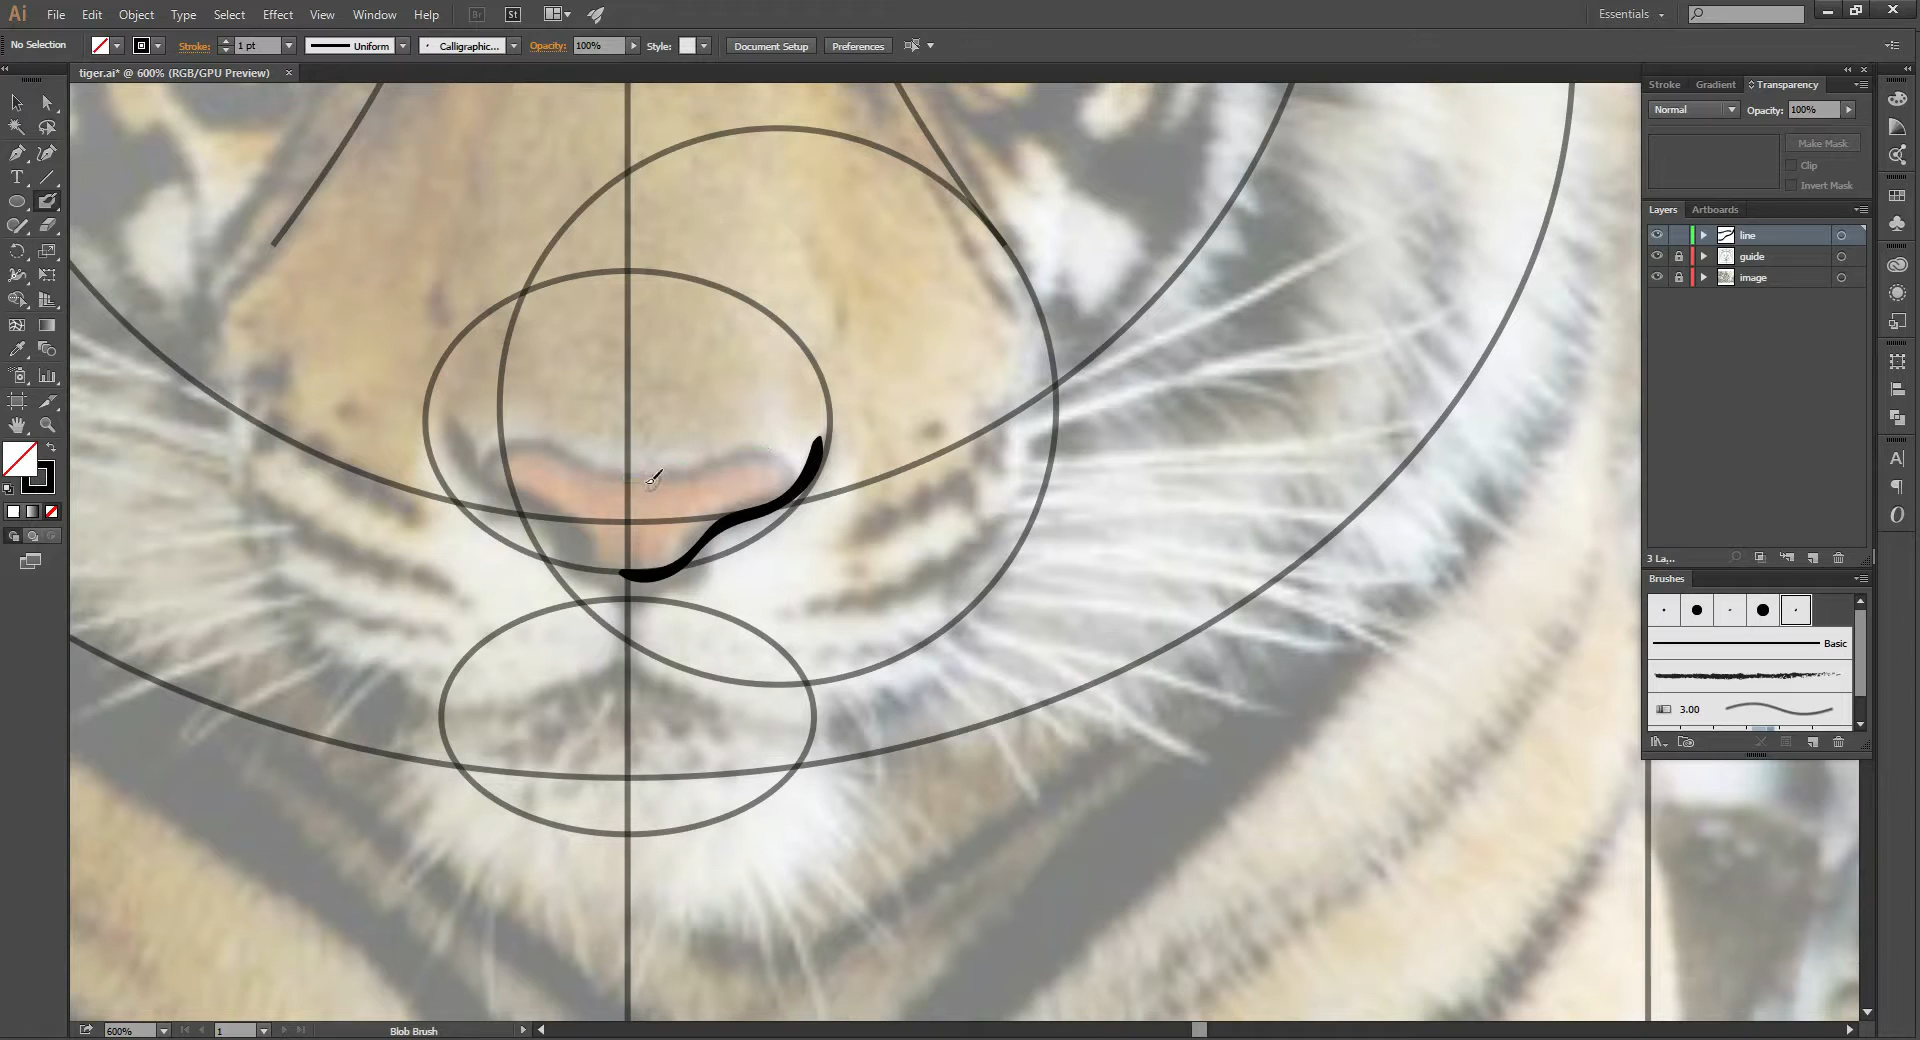 Ai File Edit Object Type Select Effect View Window Help Br St Essentials
No Selection Stroke: 1 pt Uniform Calligraphic... Opacity: 100% Style: Document Setup Preferences
tiger.ai* @ 600% (RGB/GPU Preview)
Stroke Gradient Transparency
Normal Opacity: 100%
Make Mask
Clip
Invert Mask
Layers Artboards
line
guide
image
3 La...
Brushes
Basic
3.00
600% 1 Blob Brush